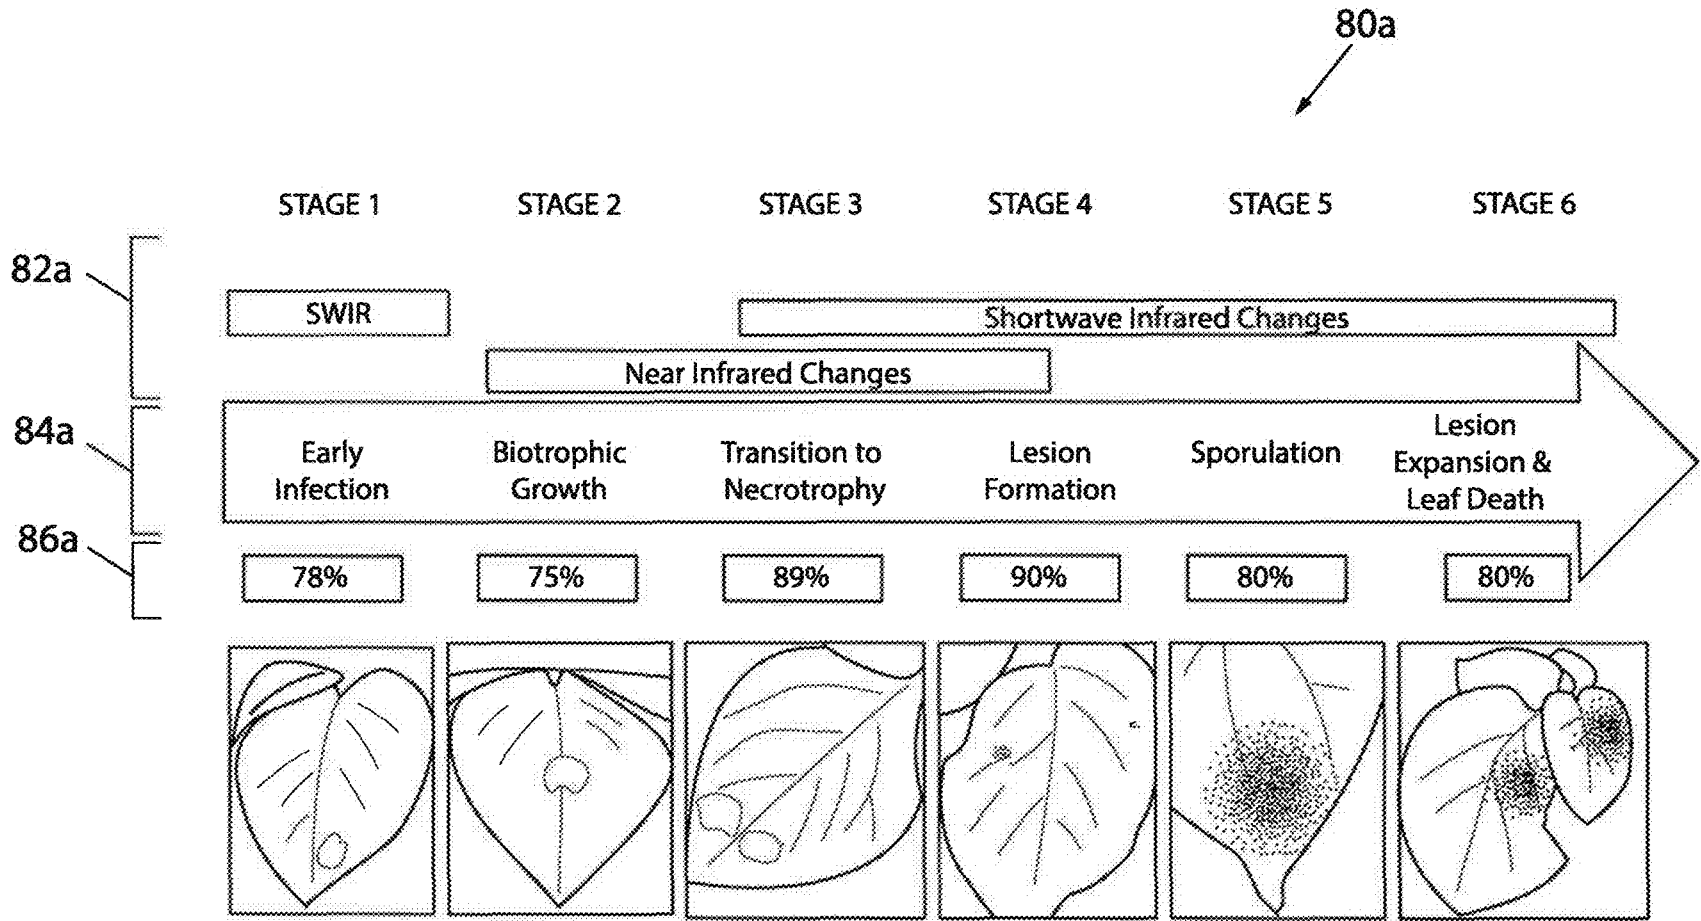 80a
STAGE 1
STAGE 2
STAGE 3
STAGE 4
STAGE 5
STAGE 6
82a
SWIR
Shortwave Infrared Changes
Near Infrared Changes
84a
Early
Infection
Biotrophic
Growth
Transition to
Necrotrophy
Lesion
Formation
Sporulation
Lesion
Expansion &
Leaf Death
86a
78%
75%
89%
90%
80%
80%